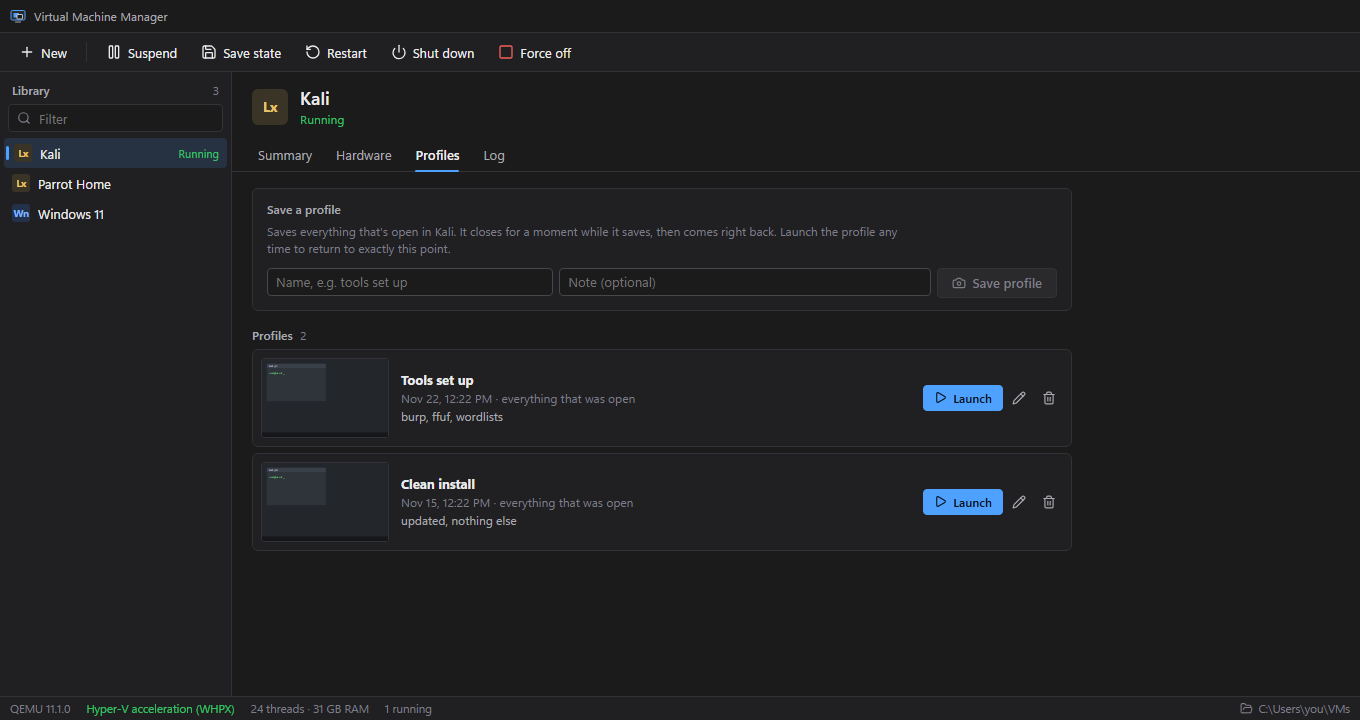 Virtual Machine Manager
New Suspend Save state Restart Shut down Force off
Library 3
Filter
Lx Kali Running
Lx Parrot Home
Wn Windows 11
Lx Kali
Running
Summary Hardware Profiles Log
Save a profile
Saves everything that's open in Kali. It closes for a moment while it saves, then comes right back. Launch the profile any
time to return to exactly this point.
Name, e.g. tools set up Note (optional) Save profile
Profiles 2
Tools set up
Nov 22, 12:22 PM · everything that was open
burp, ffuf, wordlists
Launch
Clean install
Nov 15, 12:22 PM · everything that was open
updated, nothing else
Launch
QEMU 11.1.0 Hyper-V acceleration (WHPX) 24 threads · 31 GB RAM 1 running C:\Users\you\VMs